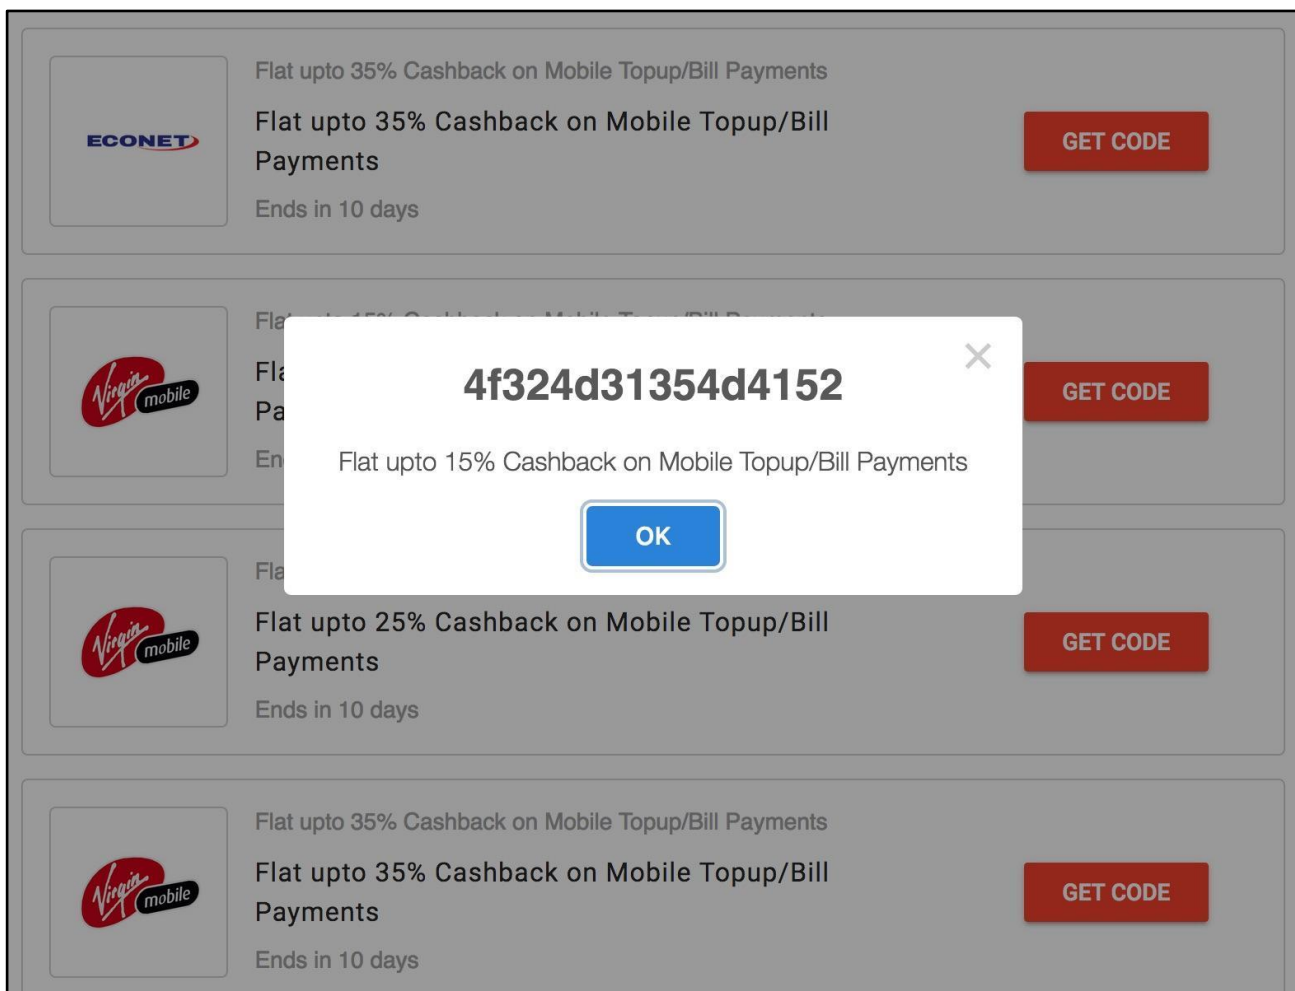 Flat upto 35% Cashback on Mobile Topup/Bill Payments
ECONET
Flat upto 35% Cashback on Mobile Topup/Bill
Payments
GET CODE
Ends in 10 days
Virgin mobile
GET CODE
4f324d31354d4152
Flat upto 15% Cashback on Mobile Topup/Bill Payments
OK
Virgin mobile
Flat upto 25% Cashback on Mobile Topup/Bill
Payments
GET CODE
Ends in 10 days
Flat upto 35% Cashback on Mobile Topup/Bill Payments
Virgin mobile
Flat upto 35% Cashback on Mobile Topup/Bill
Payments
GET CODE
Ends in 10 days